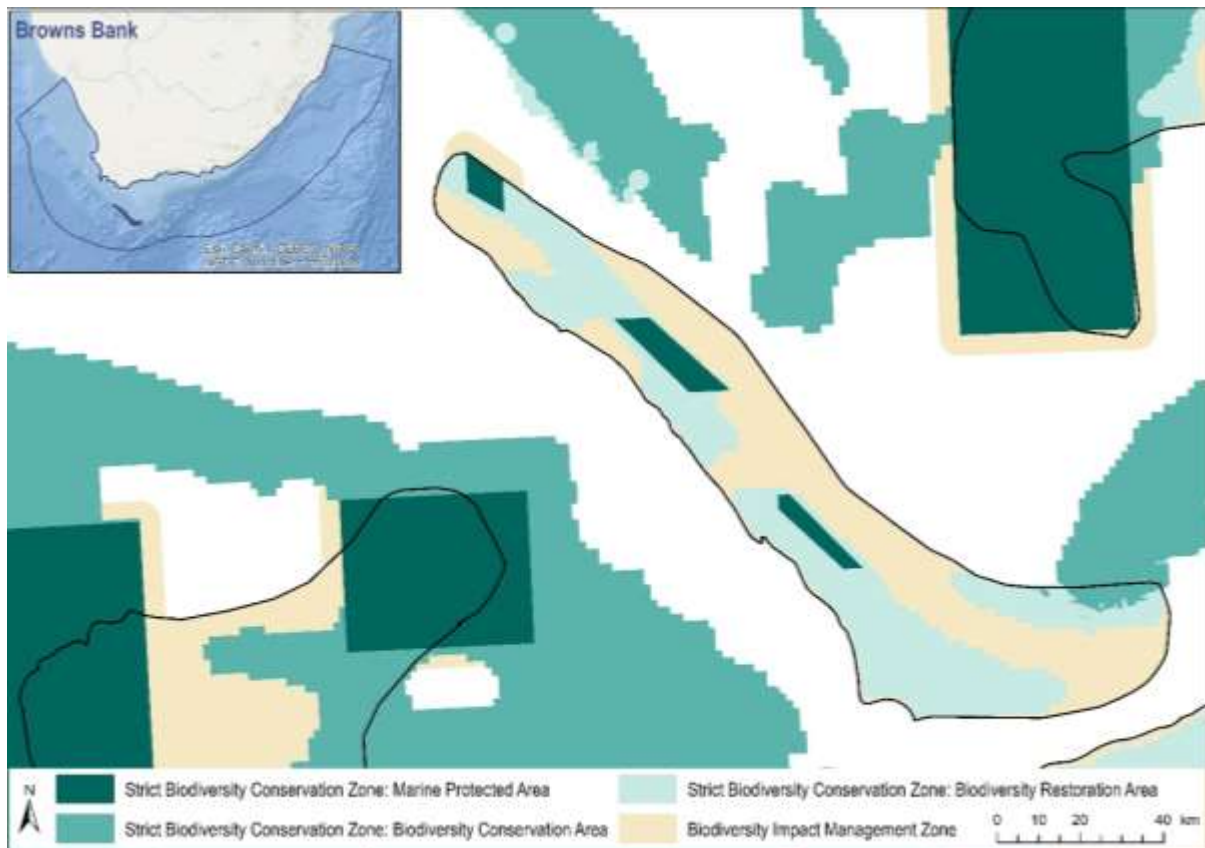 Browns Bank
N
Strict Biodiversity Conservation Zone: Marine Protected Area
Strict Biodiversity Conservation Zone: Biodiversity Restoration Area
Strict Biodiversity Conservation Zone: Biodiversity Conservation Area
Biodiversity Impact Management Zone
0 10 20 40 km